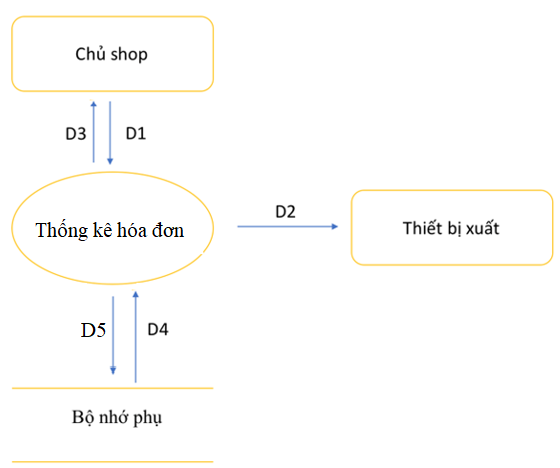 Chủ shop
D3
D1
Thống kê hóa đơn
D2
Thiết bị xuất
D5
D4
Bộ nhớ phụ